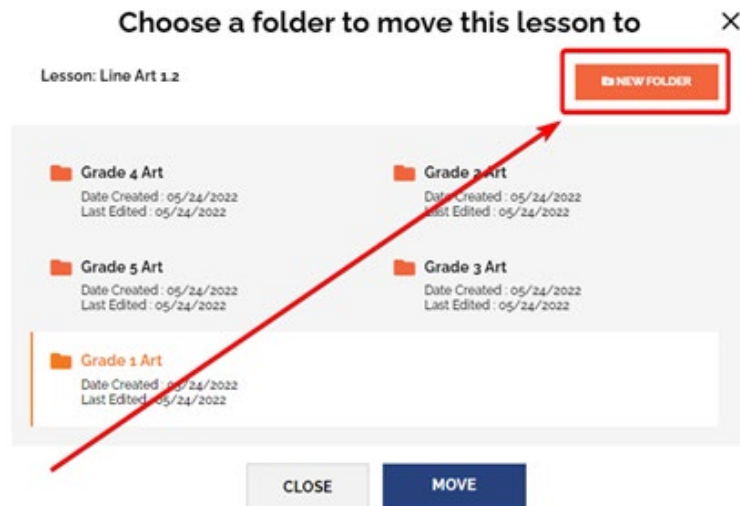 Choose a folder to move this lesson to
Lesson: Line Art 1.2
NEW FOLDER
Grade 4 Art
Date Created : 05/24/2022
Last Edited : 05/24/2022
Grade 2 Art
Date Created : 05/24/2022
Last Edited : 05/24/2022
Grade 5 Art
Date Created : 05/24/2022
Last Edited : 05/24/2022
Grade 3 Art
Date Created : 05/24/2022
Last Edited : 05/24/2022
Grade 1 Art
Date Created : 05/24/2022
Last Edited : 05/24/2022
CLOSE
MOVE